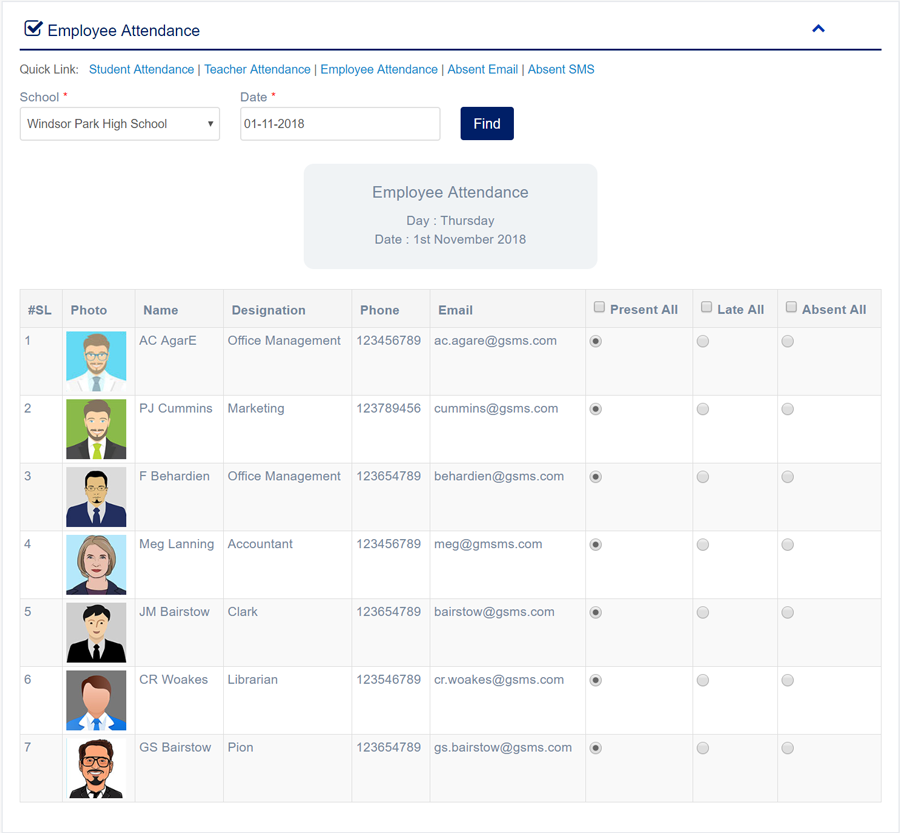 Employee Attendance
Quick Link: Student Attendance | Teacher Attendance | Employee Attendance | Absent Email | Absent SMS
School * Date *
Windsor Park High School 01-11-2018 Find
Employee Attendance
Day : Thursday
Date : 1st November 2018
#SL Photo Name Designation Phone Email Present All Late All Absent All
1 AC AgarE Office Management 123456789 ac.agare@gsms.com
2 PJ Cummins Marketing 123789456 cummins@gsms.com
3 F Behardien Office Management 123654789 behardien@gsms.com
4 Meg Lanning Accountant 123456789 meg@gmsms.com
5 JM Bairstow Clark 123654789 bairstow@gsms.com
6 CR Woakes Librarian 123546789 cr.woakes@gsms.com
7 GS Bairstow Pion 123654789 gs.bairstow@gsms.com